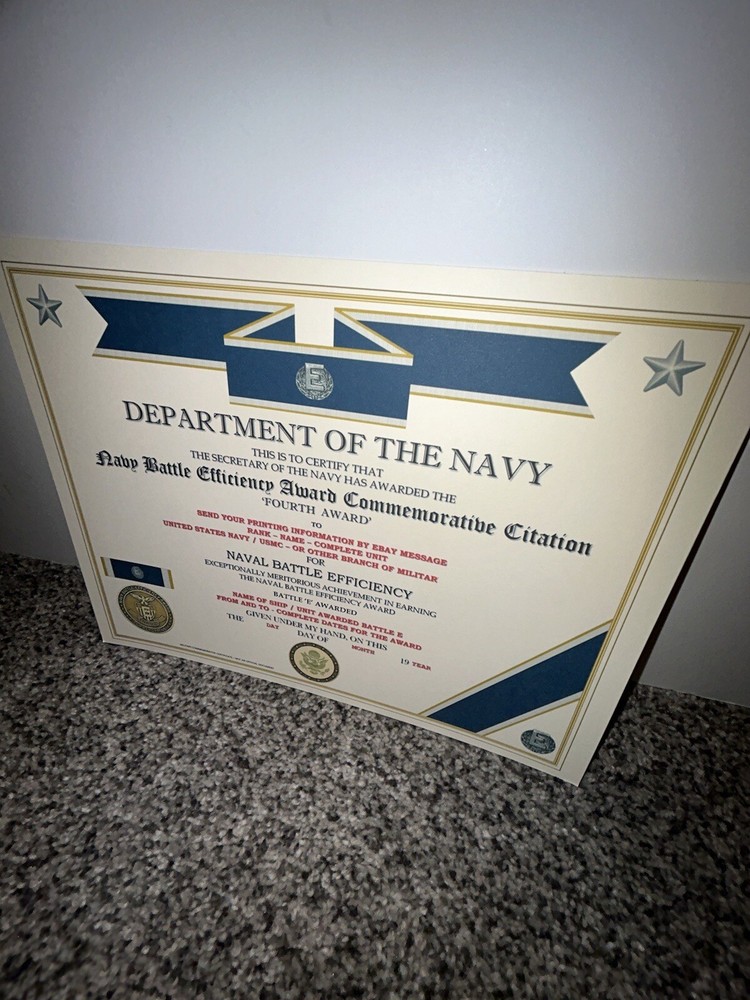 E
DEPARTMENT OF THE NAVY
THIS IS TO CERTIFY THAT
THE SECRETARY OF THE NAVY HAS AWARDED THE
Navy Battle Efficiency Award Commemorative Citation
'FOURTH AWARD'
TO
SEND YOUR PRINTING INFORMATION BY EBAY MESSAGE
RANK - NAME - COMPLETE UNIT
UNITED STATES NAVY / USMC - OR OTHER BRANCH OF MILITAR
FOR
NAVAL BATTLE EFFICIENCY
EXCEPTIONALLY MERITORIOUS ACHIEVEMENT IN EARNING
THE NAVAL BATTLE EFFICIENCY AWARD
BATTLE 'E' AWARDED
NAME OF SHIP / UNIT AWARDED BATTLE E
FROM AND TO - COMPLETE DATES FOR THE AWARD
GIVEN UNDER MY HAND, ON THIS
THE DAY DAY OF MONTH 19 YEAR
E